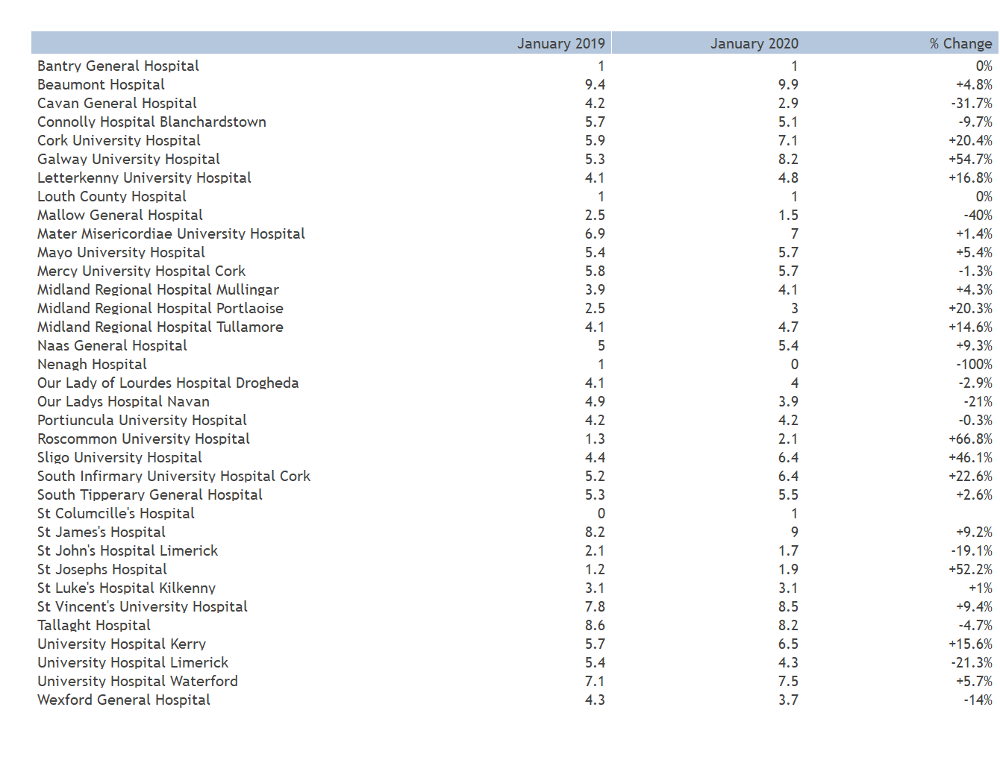 January 2019 January 2020 % Change
Bantry General Hospital 1 1 0%
Beaumont Hospital 9.4 9.9 +4.8%
Cavan General Hospital 4.2 2.9 -31.7%
Connolly Hospital Blanchardstown 5.7 5.1 -9.7%
Cork University Hospital 5.9 7.1 +20.4%
Galway University Hospital 5.3 8.2 +54.7%
Letterkenny University Hospital 4.1 4.8 +16.8%
Louth County Hospital 1 1 0%
Mallow General Hospital 2.5 1.5 -40%
Mater Misericordiae University Hospital 6.9 7 +1.4%
Mayo University Hospital 5.4 5.7 +5.4%
Mercy University Hospital Cork 5.8 5.7 -1.3%
Midland Regional Hospital Mullingar 3.9 4.1 +4.3%
Midland Regional Hospital Portlaoise 2.5 3 +20.3%
Midland Regional Hospital Tullamore 4.1 4.7 +14.6%
Naas General Hospital 5 5.4 +9.3%
Nenagh Hospital 1 0 -100%
Our Lady of Lourdes Hospital Drogheda 4.1 4 -2.9%
Our Ladys Hospital Navan 4.9 3.9 -21%
Portiuncula University Hospital 4.2 4.2 -0.3%
Roscommon University Hospital 1.3 2.1 +66.8%
Sligo University Hospital 4.4 6.4 +46.1%
South Infirmary University Hospital Cork 5.2 6.4 +22.6%
South Tipperary General Hospital 5.3 5.5 +2.6%
St Columcille's Hospital 0 1
St James's Hospital 8.2 9 +9.2%
St John's Hospital Limerick 2.1 1.7 -19.1%
St Josephs Hospital 1.2 1.9 +52.2%
St Luke's Hospital Kilkenny 3.1 3.1 +1%
St Vincent's University Hospital 7.8 8.5 +9.4%
Tallaght Hospital 8.6 8.2 -4.7%
University Hospital Kerry 5.7 6.5 +15.6%
University Hospital Limerick 5.4 4.3 -21.3%
University Hospital Waterford 7.1 7.5 +5.7%
Wexford General Hospital 4.3 3.7 -14%